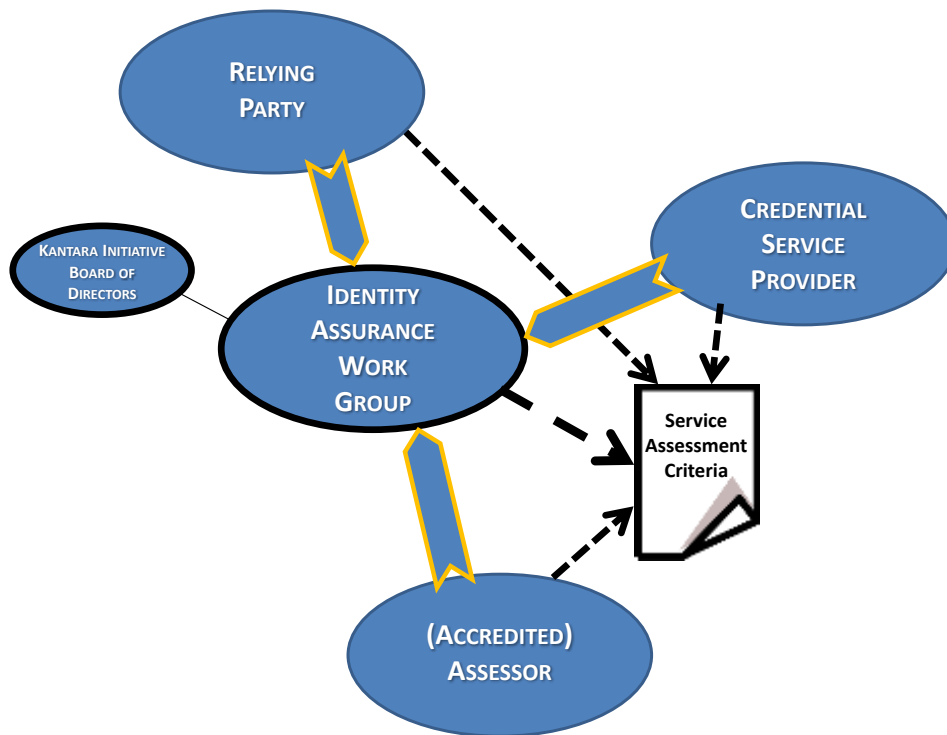 RELYING
PARTY
CREDENTIAL
SERVICE
PROVIDER
KANTARA INITIATIVE
BOARD OF
DIRECTORS
IDENTITY
ASSURANCE
WORK
GROUP
Service
Assessment
Criteria
(ACCREDITED)
ASSESSOR